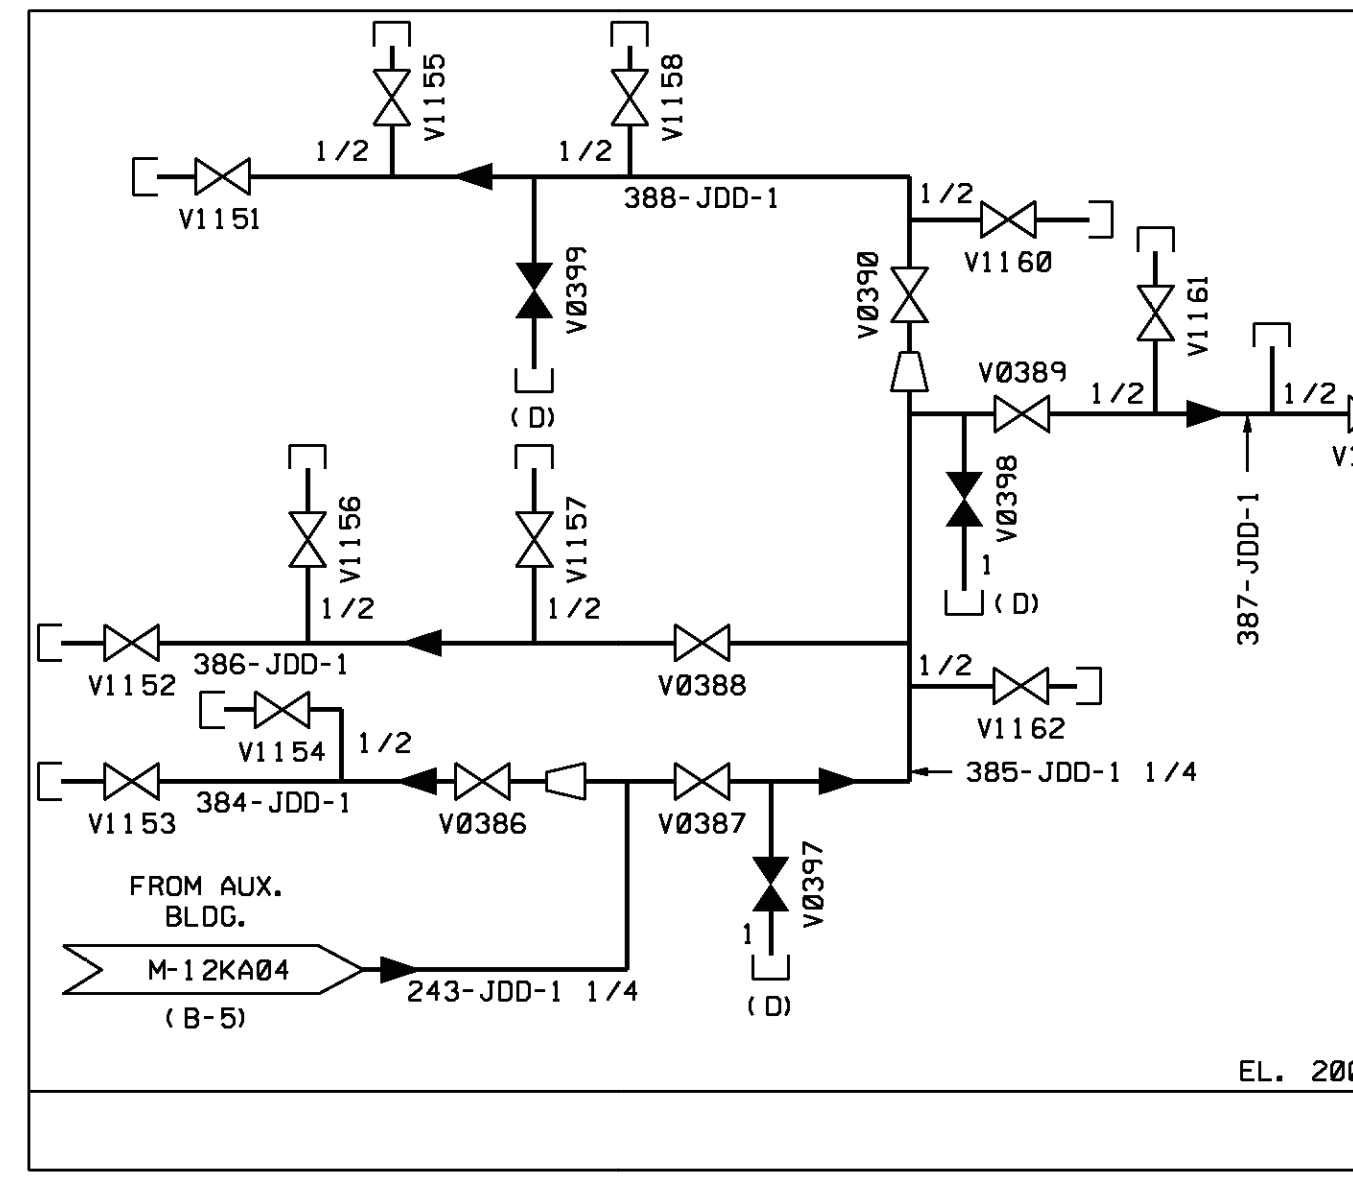 V1155
V1158
1/2
1/2
388-JDD-1
V1151
1/2
V1160
V0399
V0390
V1161
(D)
V0389
1/2
1/2
V0398
1
(D)
387-JDD-1
V1156
V1157
1/2
1/2
386-JDD-1
V1152
V0388
1/2
V1162
V1154
1/2
385-JDD-1 1/4
384-JDD-1
V1153
V0386
V0387
V0397
1
(D)
FROM AUX.
BLDG.
M-12KA04
(B-5)
243-JDD-1 1/4
EL.